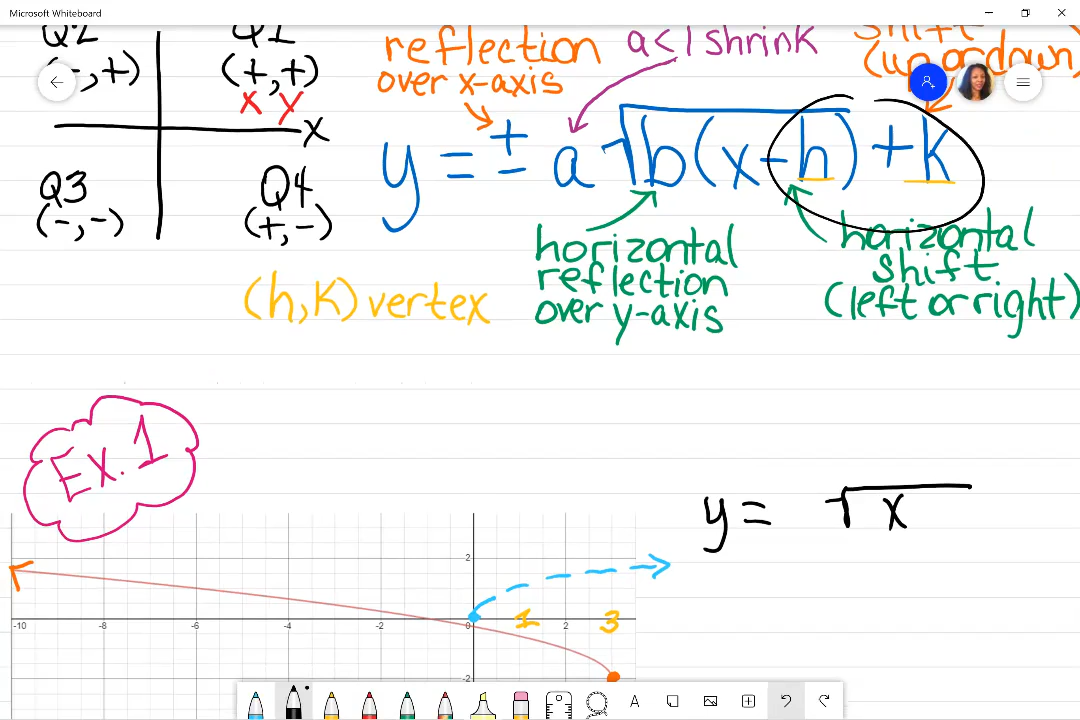 Microsoft Whiteboard
Q2
(-,+)
Q1
(+,+)
x y
x
Q3
(-,-)
Q4
(+,-)
reflection
over x-axis
a<1 shrink
shift
(up or down)
y = ± a √b(x-h) + k
horizontal
reflection
over y-axis
horizontal
shift
(left or right)
(h,k) vertex
Ex. 1
y = √x
2
-10 -8 -6 -4 -2 0 1 2 3
-2
A